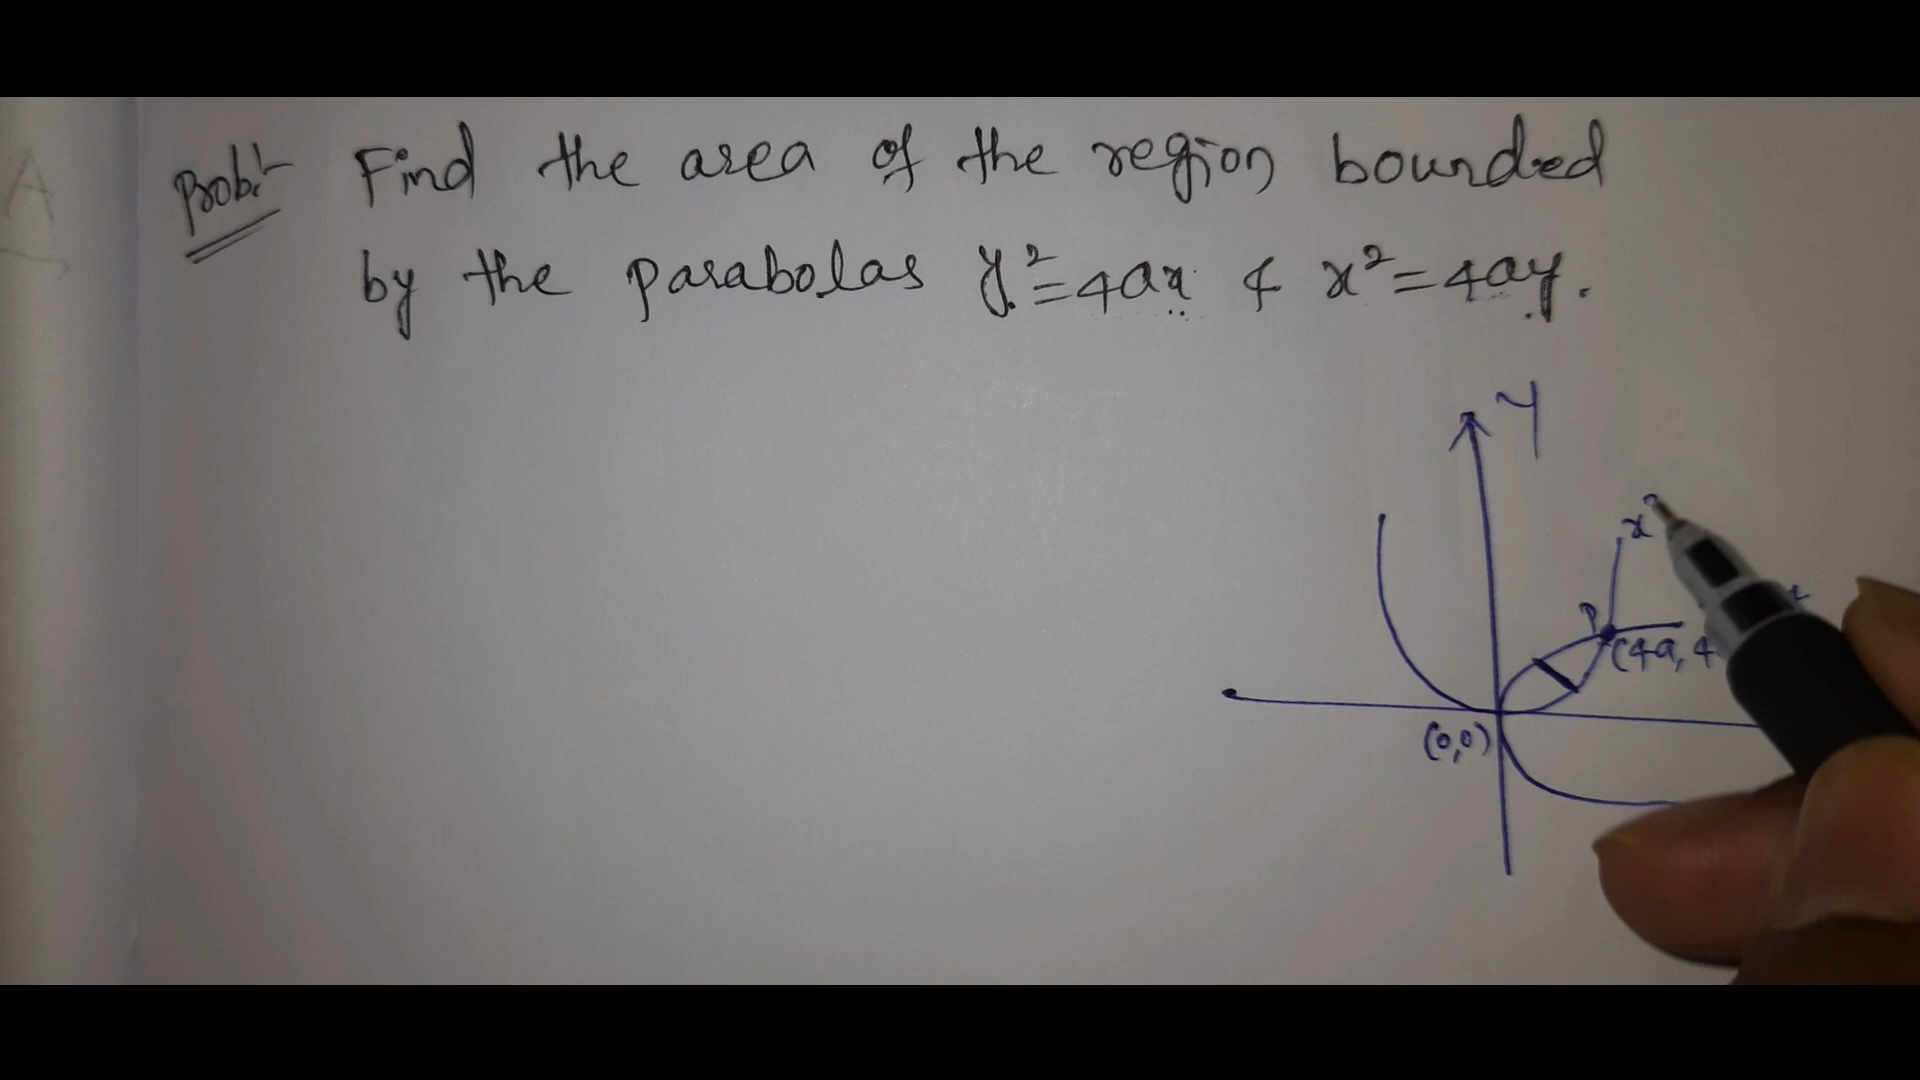 Prob:- Find the area of the region bounded
by the parabolas y²=4ax & x²=4ay.
Y
x²
P
(4a, 4
(0,0)